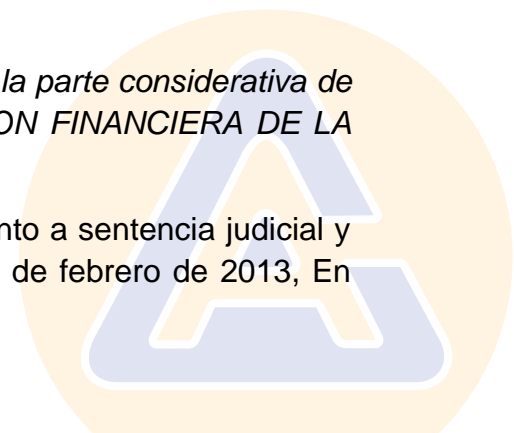 la parte considerativa de
ON FINANCIERA DE LA
nto a sentencia judicial y
de febrero de 2013, En